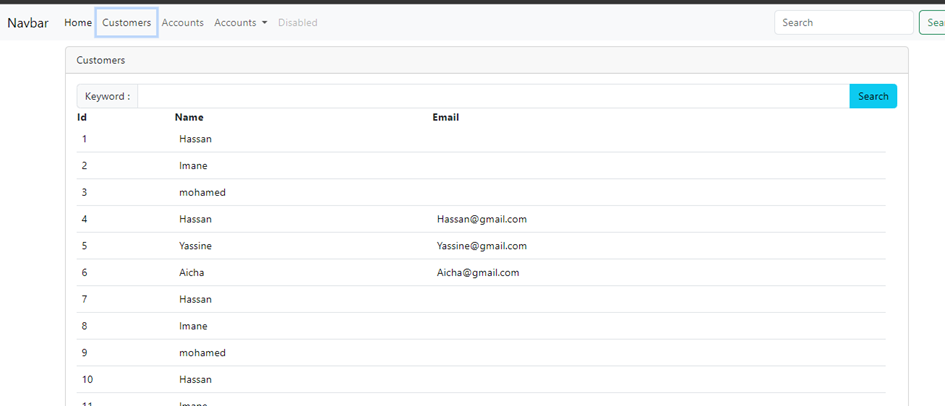 Navbar Home Customers Accounts Accounts Disabled Search
Customers
Keyword : Search
Id Name Email
1 Hassan
2 Imane
3 mohamed
4 Hassan Hassan@gmail.com
5 Yassine Yassine@gmail.com
6 Aicha Aicha@gmail.com
7 Hassan
8 Imane
9 mohamed
10 Hassan
11 Imane